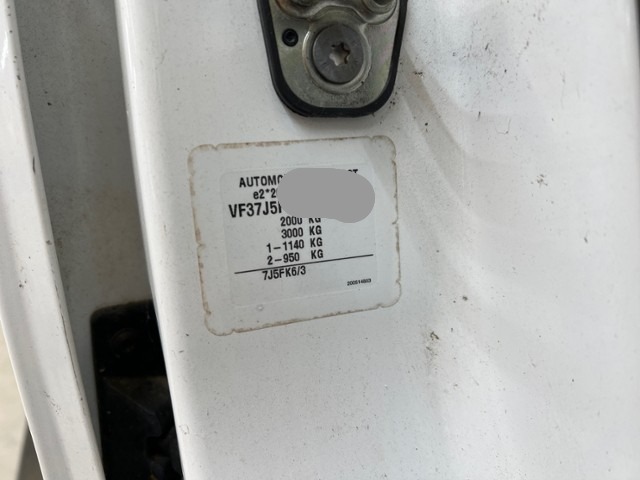 AUTOMO
e2*2
VF37J5
2000 KG
3000 KG
1-1140 KG
2-950 KG
7J5FK6/3